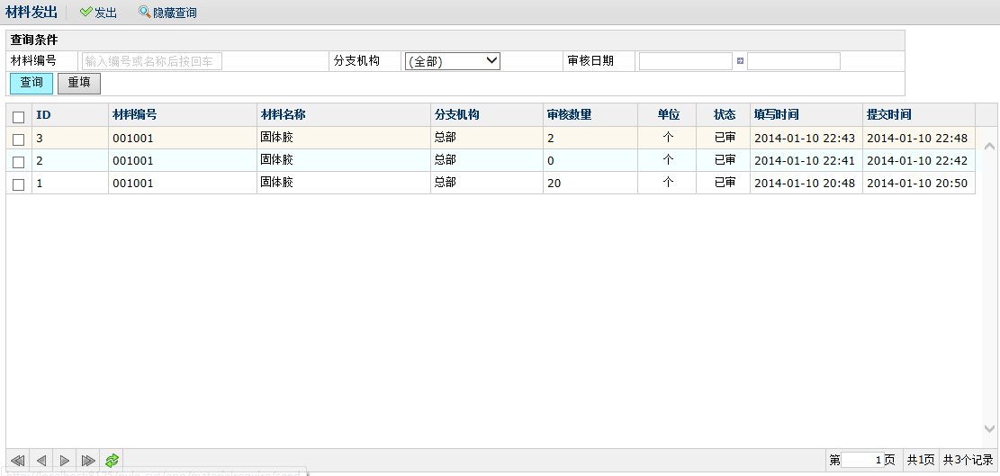 材料发出 发出 隐藏查询
查询条件
材料编号 输入编号或名称后按回车 分支机构 (全部) 审核日期
查询 重填
ID 材料编号 材料名称 分支机构 审核数量 单位 状态 填写时间 提交时间
3 001001 固体胶 总部 2 个 已审 2014-01-10 22:43 2014-01-10 22:48
2 001001 固体胶 总部 0 个 已审 2014-01-10 22:41 2014-01-10 22:42
1 001001 固体胶 总部 20 个 已审 2014-01-10 20:48 2014-01-10 20:50
第 1 页 共1页 共3个记录